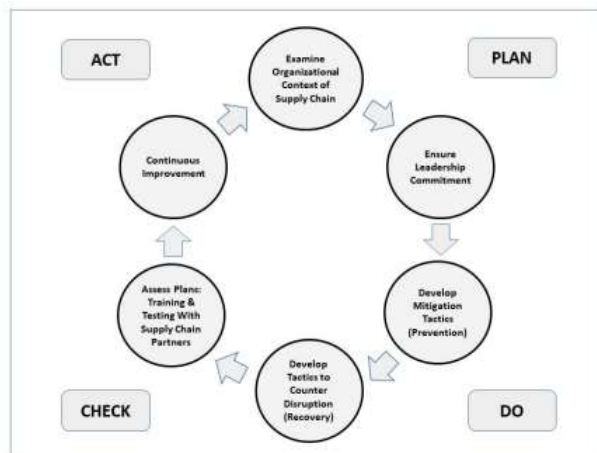 ACT
Examine
Organizational
Context of
Supply Chain
PLAN
Continuous
Improvement
Ensure
Leadership
Commitment
Assess Plans:
Training &
Testing With
Supply Chain
Partners
Develop
Mitigation
Tactics
(Prevention)
Develop
Tactics to
Counter
Disruption
(Recovery)
CHECK
DO